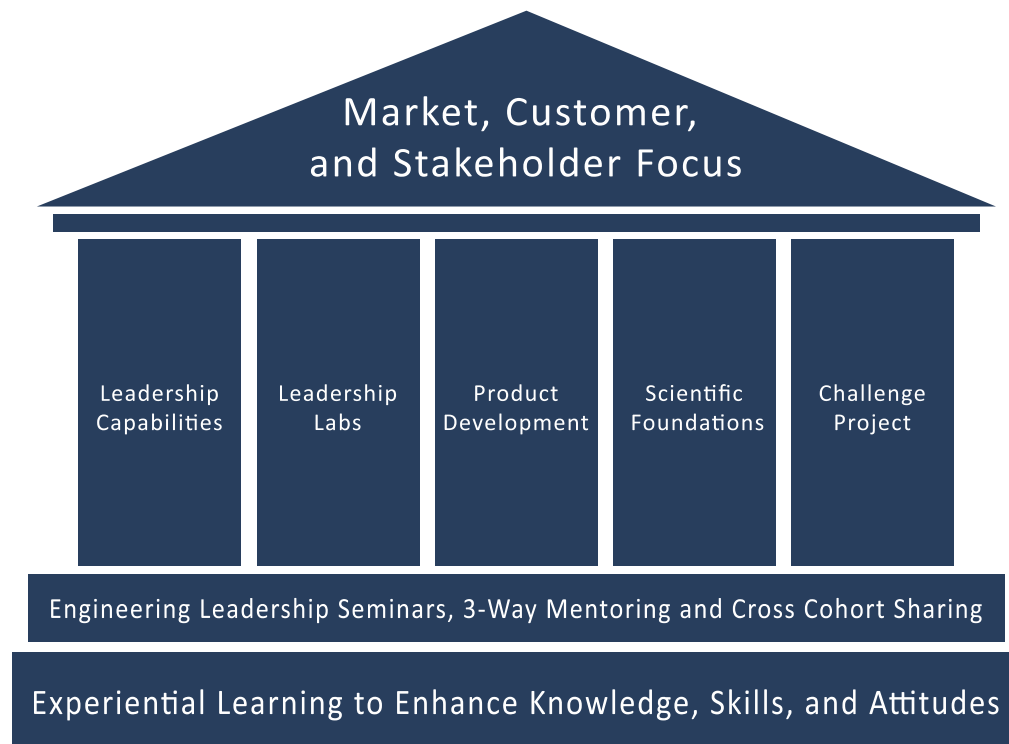 Market, Customer,
and Stakeholder Focus
Leadership
Capabilities
Leadership
Labs
Product
Development
Scientific
Foundations
Challenge
Project
Engineering Leadership Seminars, 3-Way Mentoring and Cross Cohort Sharing
Experiential Learning to Enhance Knowledge, Skills, and Attitudes